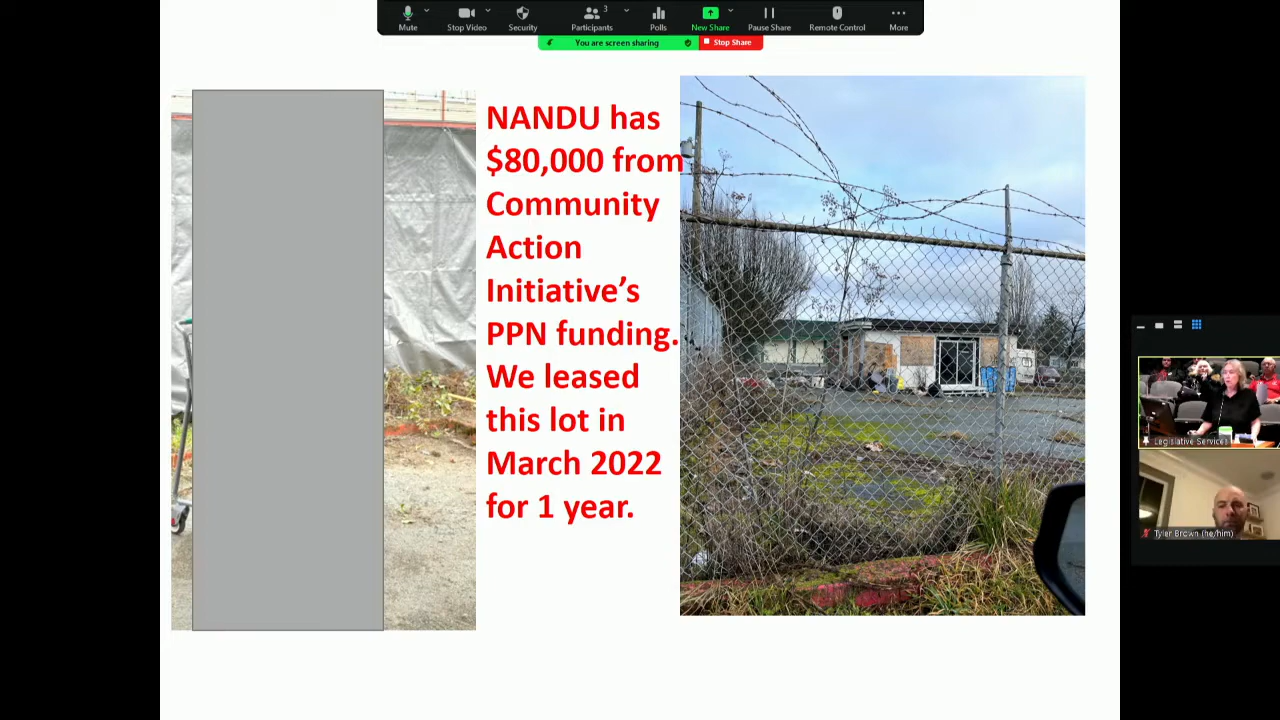 3
Mute
Stop Video
Security
Participants
Polls
New Share
Pause Share
Remote Control
More
You are screen sharing
Stop Share
NANDU has
$80,000 from
Community
Action
Initiative’s
PPN funding.
We leased
this lot in
March 2022
for 1 year.
Legislative Services
Tyler Brown (he/him)